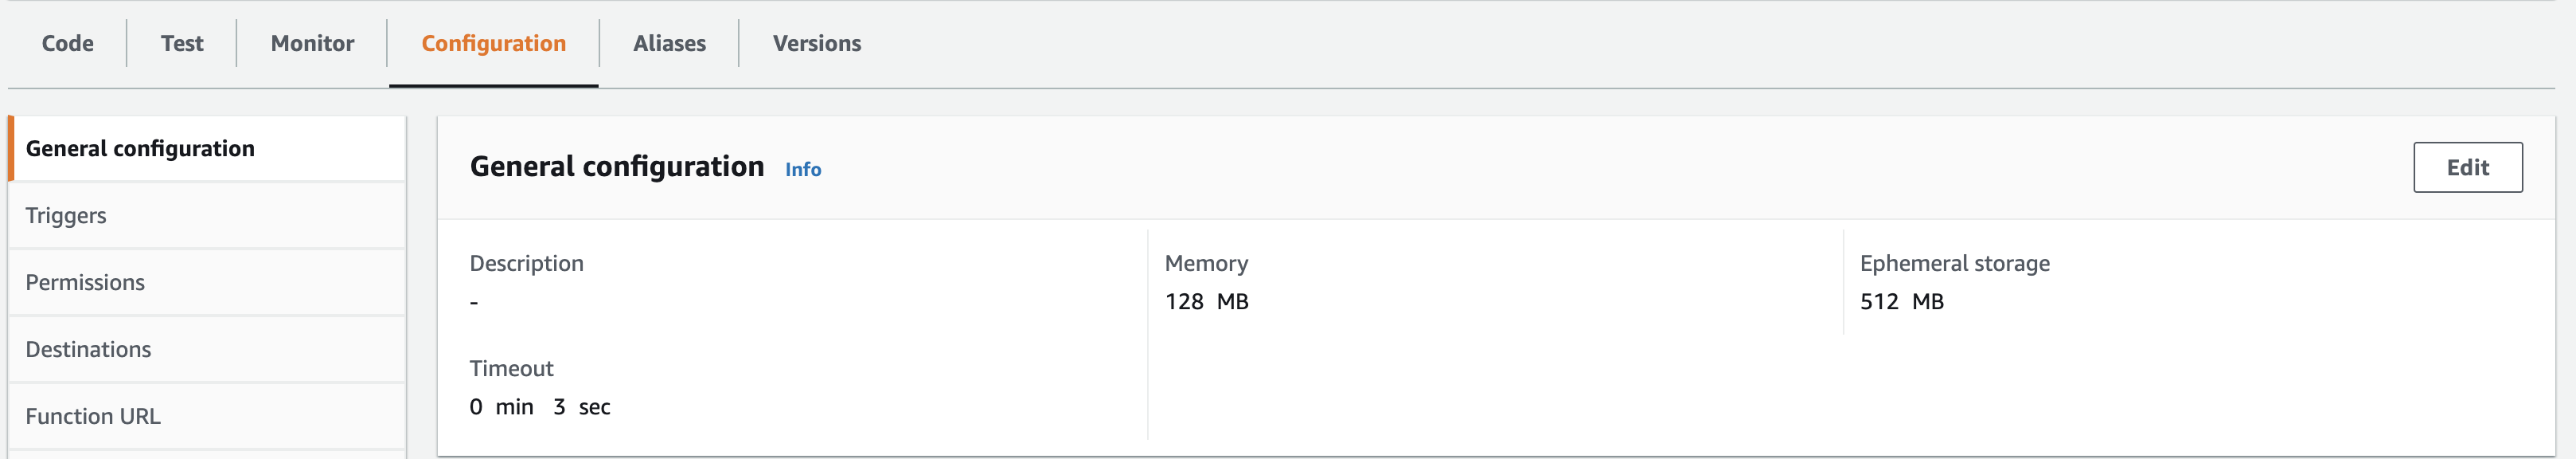 Code Test Monitor Configuration Aliases Versions
General configuration
Triggers
Permissions
Destinations
Function URL
General configuration Info
Edit
Description
-
Memory
128 MB
Ephemeral storage
512 MB
Timeout
0 min 3 sec